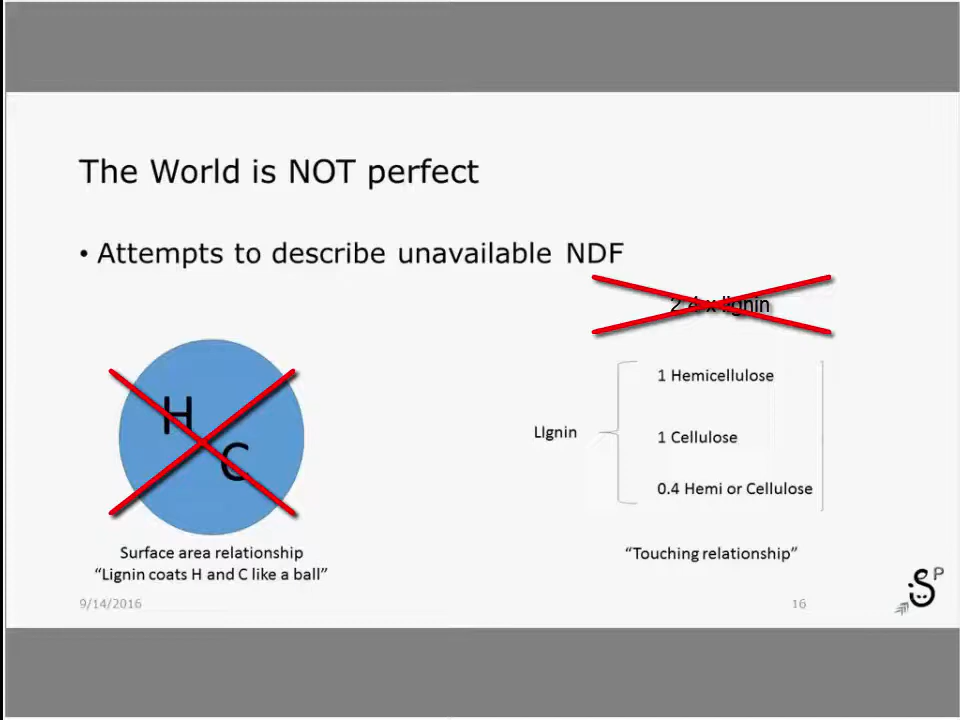 The World is NOT perfect
• Attempts to describe unavailable NDF
2.4 x lignin
H
C
LIgnin
1 Hemicellulose
1 Cellulose
0.4 Hemi or Cellulose
Surface area relationship
“Lignin coats H and C like a ball”
“Touching relationship”
9/14/2016
16
SP